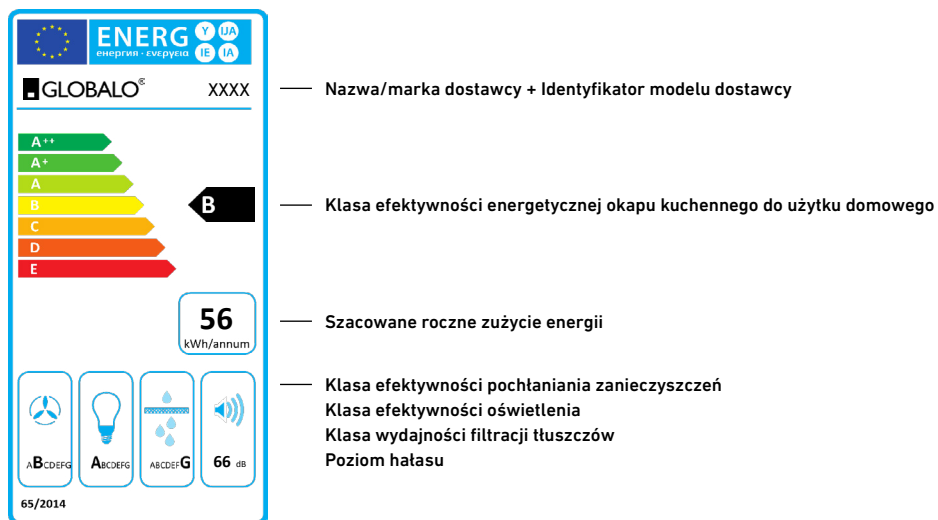 ENERG Y IJA
енергия · ενεργεια IE IA
GLOBALO® XXXX
Nazwa/marka dostawcy + Identyfikator modelu dostawcy
A++
A+
A
B
C
D
E
B
Klasa efektywności energetycznej okapu kuchennego do użytku domowego
56
kWh/annum
Szacowane roczne zużycie energii
Klasa efektywności pochłaniania zanieczyszczeń
Klasa efektywności oświetlenia
Klasa wydajności filtracji tłuszczów
Poziom hałasu
ABCDEFG
ABCDEFG
ABCDEFG
66 dB
65/2014